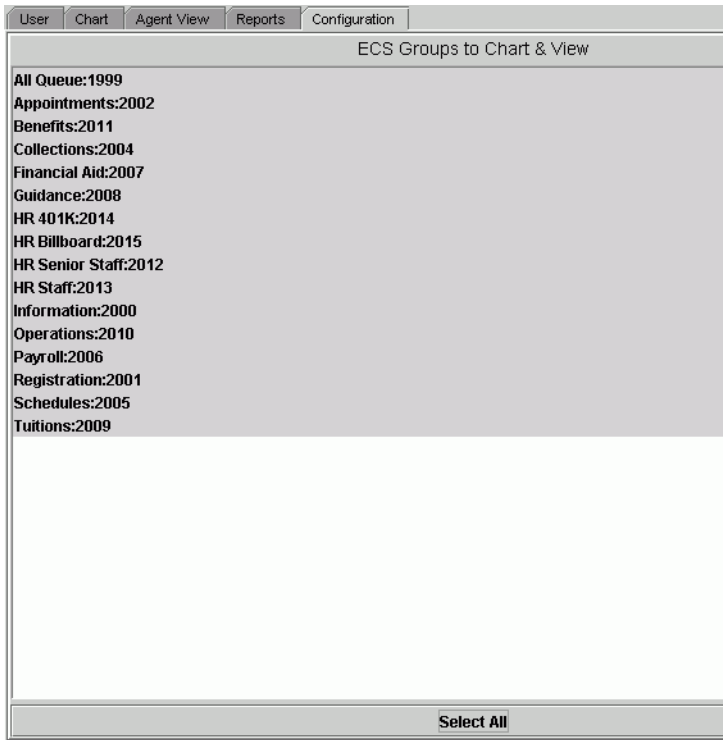 User Chart Agent View Reports Configuration
ECS Groups to Chart & View
All Queue:1999
Appointments:2002
Benefits:2011
Collections:2004
Financial Aid:2007
Guidance:2008
HR 401K:2014
HR Billboard:2015
HR Senior Staff:2012
HR Staff:2013
Information:2000
Operations:2010
Payroll:2006
Registration:2001
Schedules:2005
Tuitions:2009
Select All